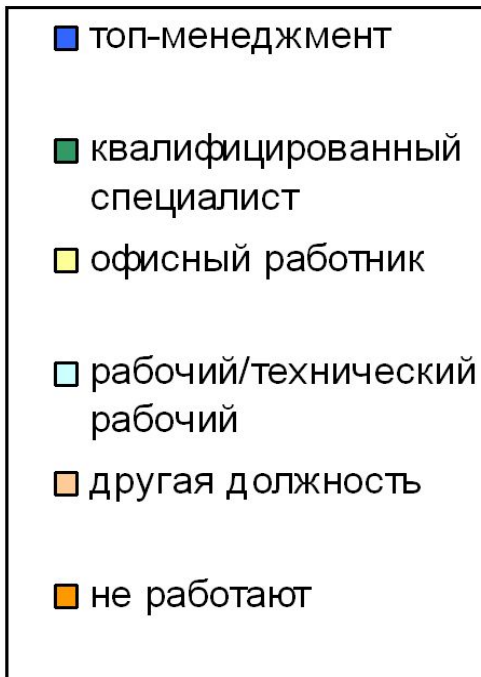 топ-менеджмент
квалифицированный
специалист
офисный работник
рабочий/технический
рабочий
другая должность
не работают